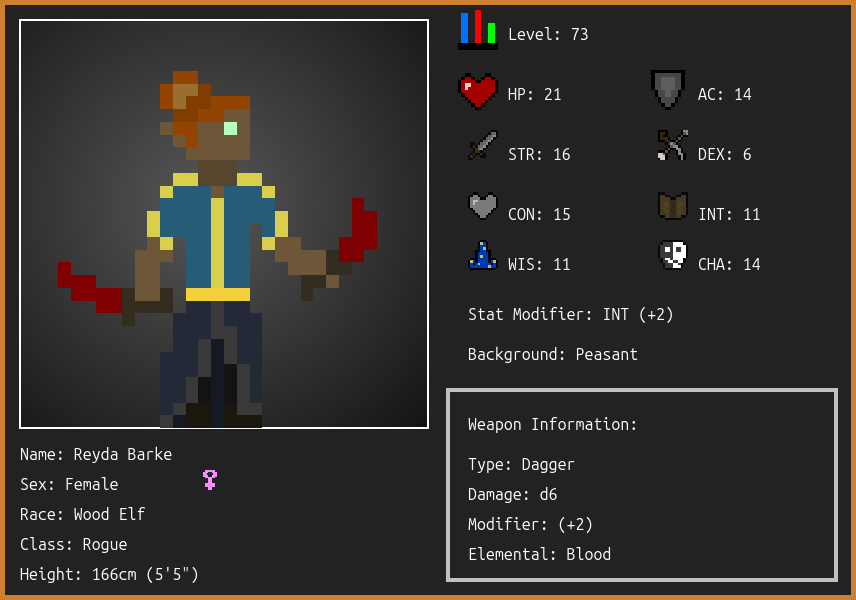 Level: 73
HP: 21
AC: 14
STR: 16
DEX: 6
CON: 15
INT: 11
WIS: 11
CHA: 14
Stat Modifier: INT (+2)
Background: Peasant
Weapon Information:
Type: Dagger
Damage: d6
Modifier: (+2)
Elemental: Blood
Name: Reyda Barke
Sex: Female
Race: Wood Elf
Class: Rogue
Height: 166cm (5'5")